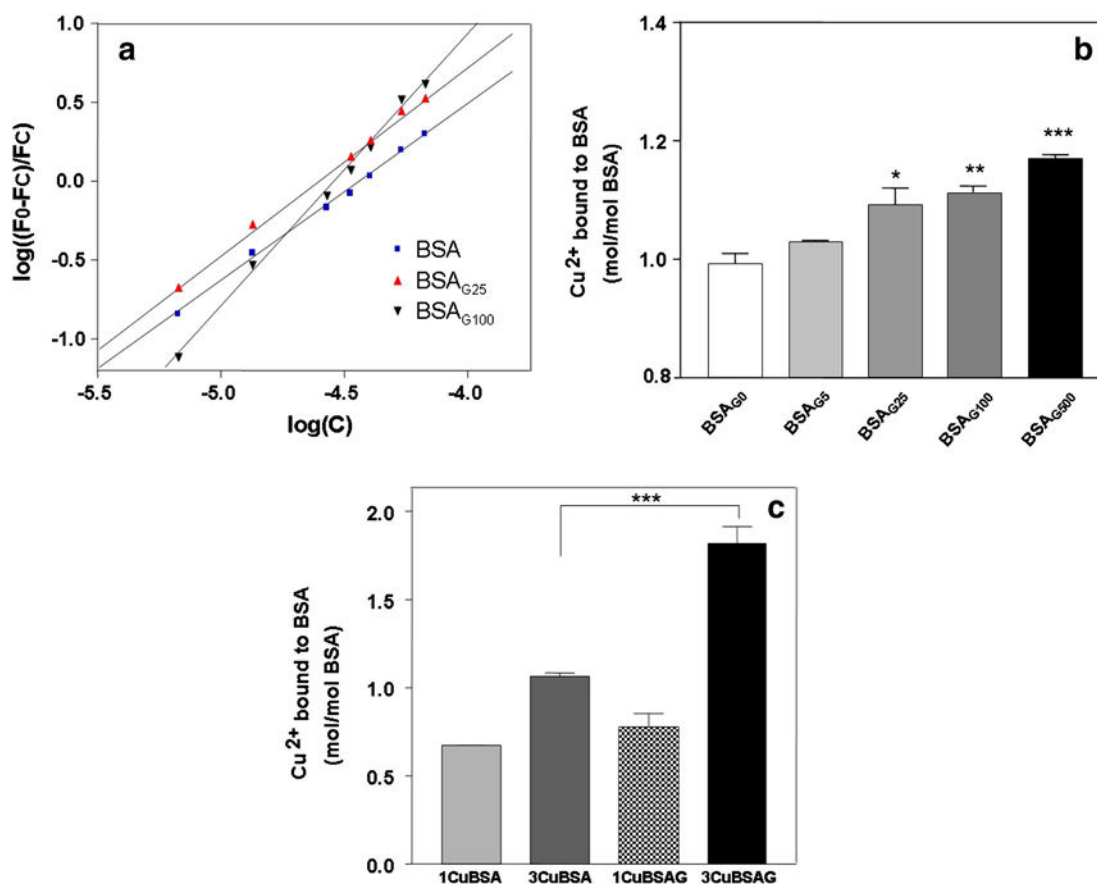 a
1.0
0.5
0.0
-0.5
-1.0
log((F0-FC)/FC)
BSA
BSAG25
BSAG100
-5.5 -5.0 -4.5 -4.0
log(C)
b
1.4
1.2
1.0
0.8
Cu2+ bound to BSA
(mol/mol BSA)
*
**
***
BSAG0 BSAG5 BSAG25 BSAG100 BSAG500
c
***
2.0
1.5
1.0
0.5
0.0
Cu2+ bound to BSA
(mol/mol BSA)
1CuBSA 3CuBSA 1CuBSAG 3CuBSAG